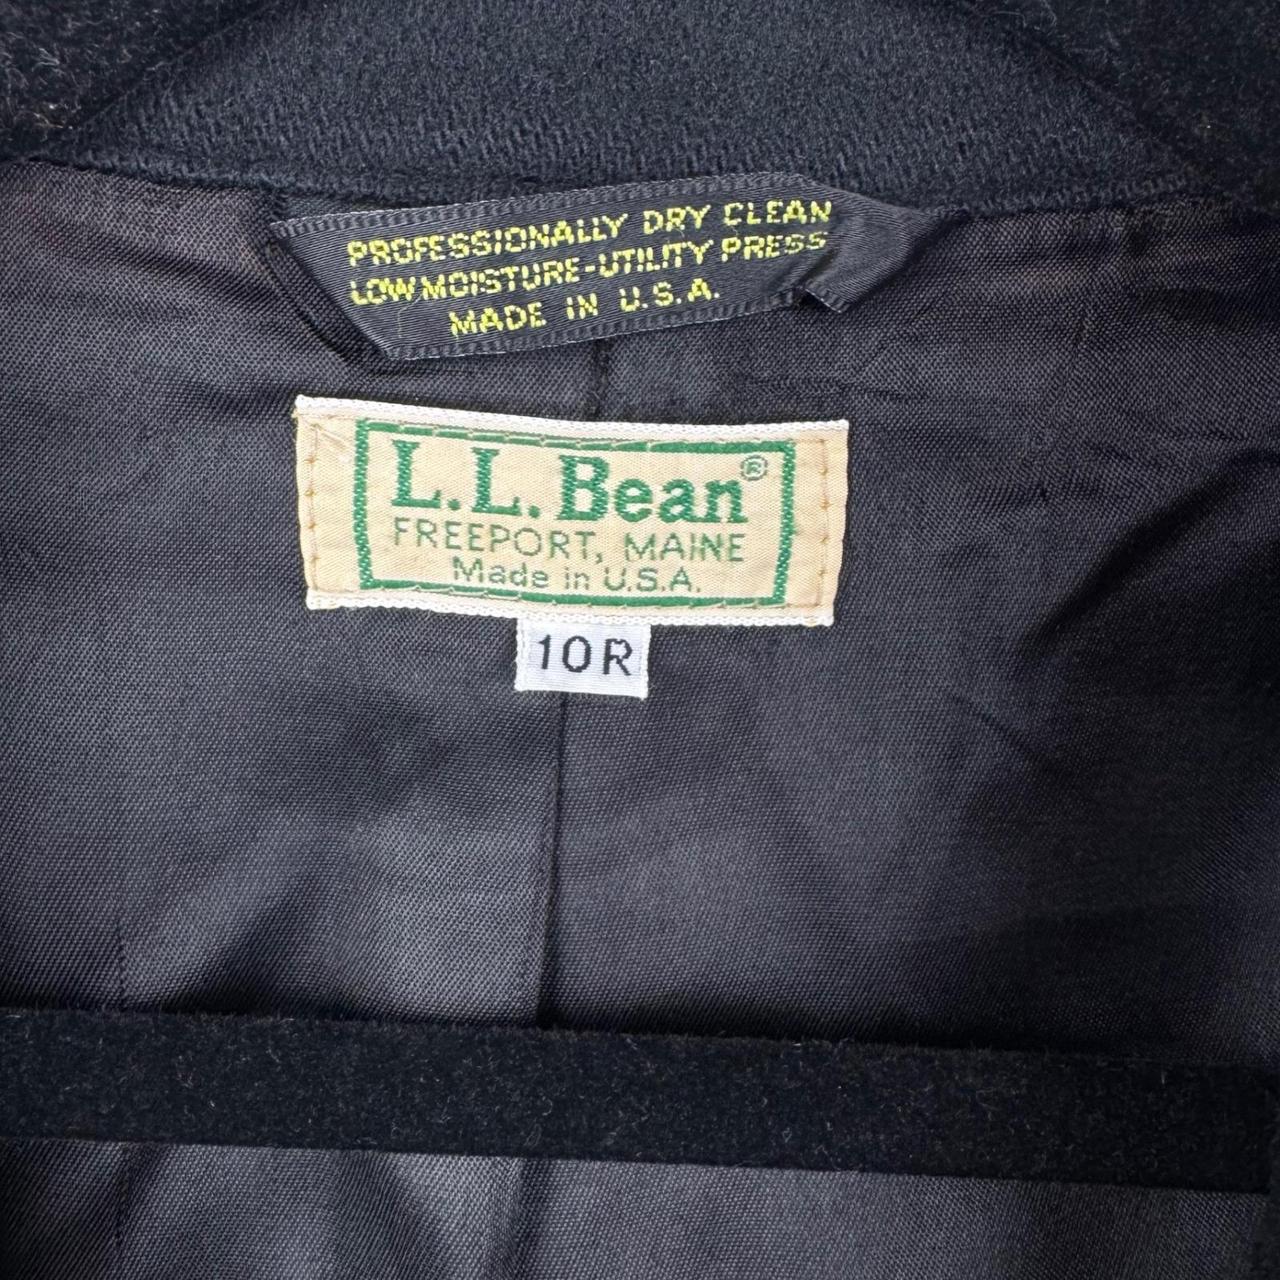 PROFESSIONALLY DRY CLEAN
LOW MOISTURE-UTILITY PRESS
MADE IN U.S.A.
L.L.Bean®
FREEPORT, MAINE
Made in U.S.A.
10R